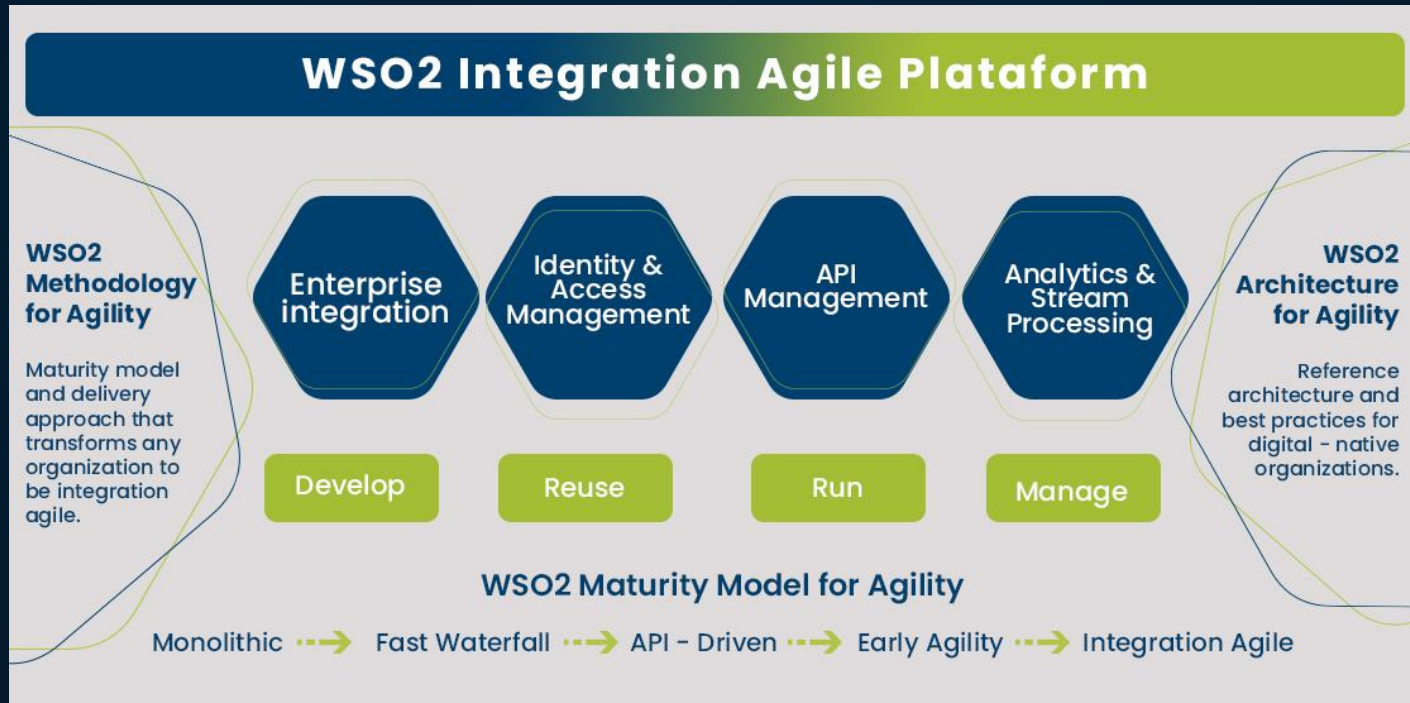 WSO2 Integration Agile Plataform
WSO2
Methodology
for Agility
Maturity model
and delivery
approach that
transforms any
organization to
be integration
agile.
Enterprise
integration
Identity &
Access
Management
API
Management
Analytics &
Stream
Processing
WSO2
Architecture
for Agility
Reference
architecture and
best practices for
digital - native
organizations.
Develop
Reuse
Run
Manage
WSO2 Maturity Model for Agility
Monolithic
Fast Waterfall
API - Driven
Early Agility
Integration Agile